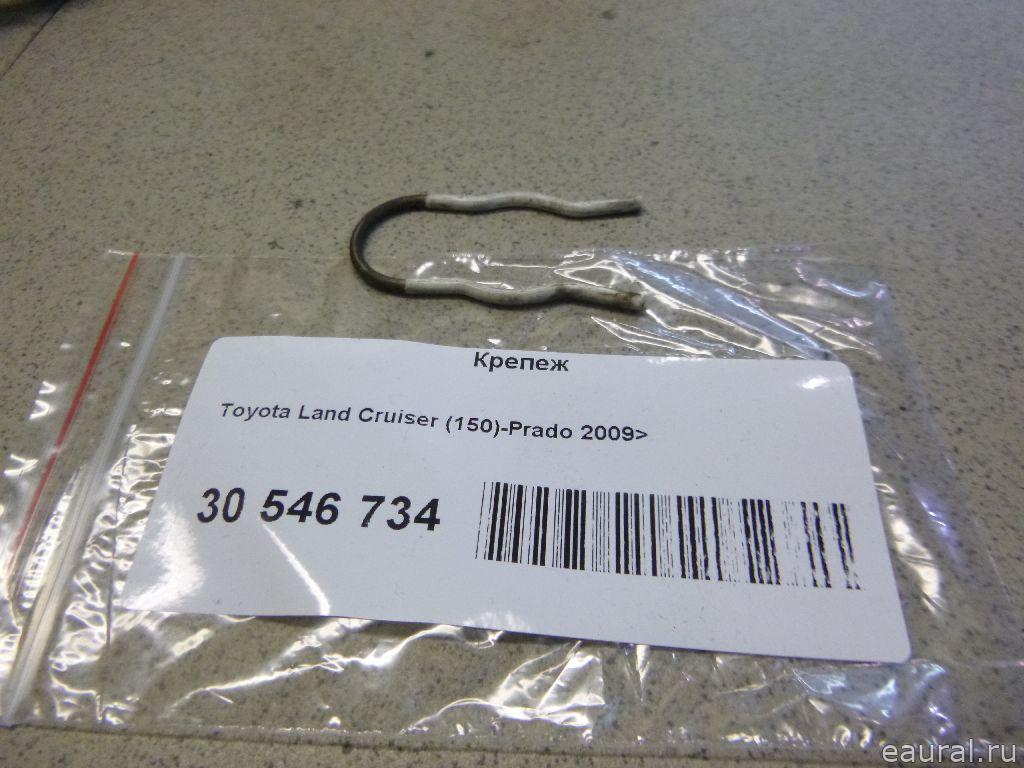 Крепеж
Toyota Land Cruiser (150)-Prado 2009>
30 546 734
eaural.ru